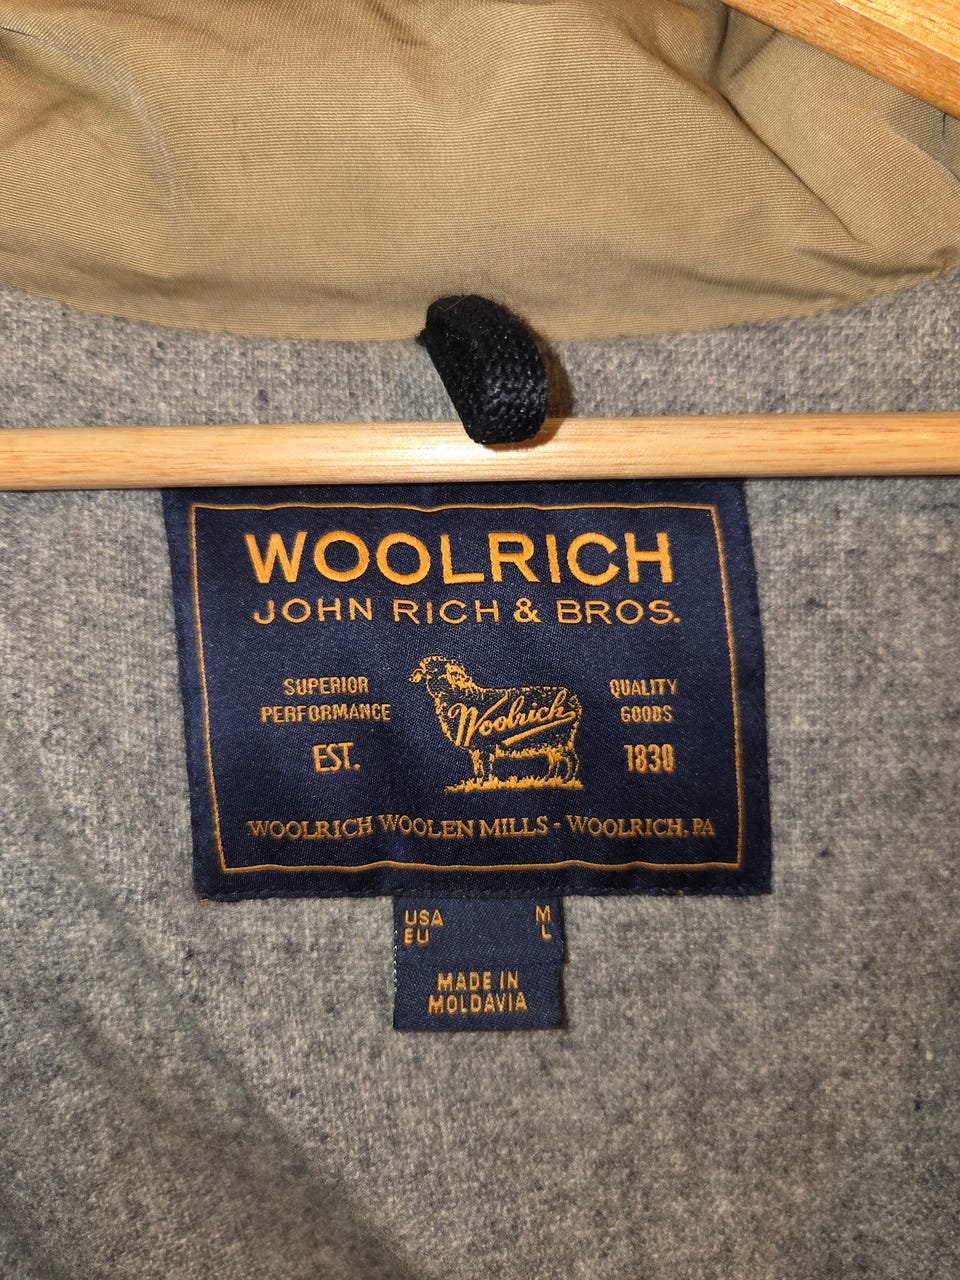 WOOLRICH
JOHN RICH & BROS.
SUPERIOR
PERFORMANCE
EST.
Woolrich
QUALITY
GOODS
1830
WOOLRICH WOOLEN MILLS - WOOLRICH, PA
USA M
EU L
MADE IN
MOLDAVIA